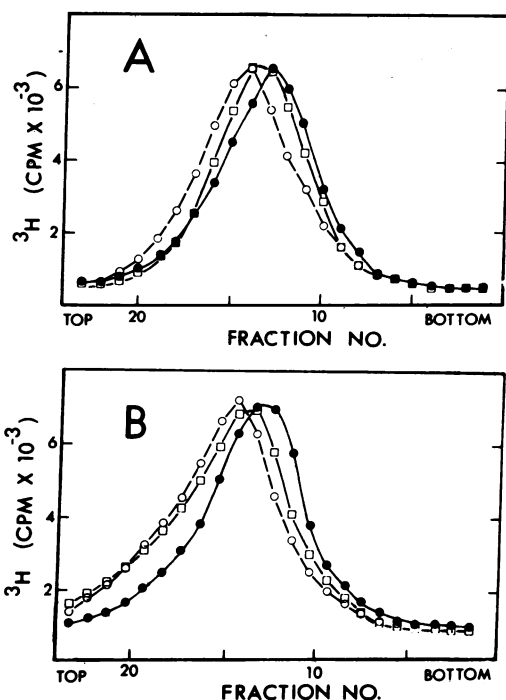 A
6
4
2
³H (CPM X 10⁻³)
TOP 20 10 BOTTOM
FRACTION NO.
B
6
4
2
³H (CPM X 10⁻³)
TOP 20 10 BOTTOM
FRACTION NO.